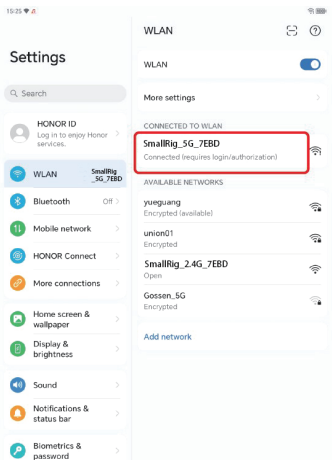 15:25
Settings
Search
HONOR ID
Log in to enjoy Honor
services.
WLAN
SmallRig
_5G_7EBD
Bluetooth
Off
Mobile network
HONOR Connect
More connections
Home screen &
wallpaper
Display &
brightness
Sound
Notifications &
status bar
Biometrics &
password
WLAN
WLAN
More settings
CONNECTED TO WLAN
SmallRig_5G_7EBD
Connected (requires login/authorization)
AVAILABLE NETWORKS
yueguang
Encrypted (available)
union01
Encrypted
SmallRig_2.4G_7EBD
Open
Gossen_5G
Encrypted
Add network